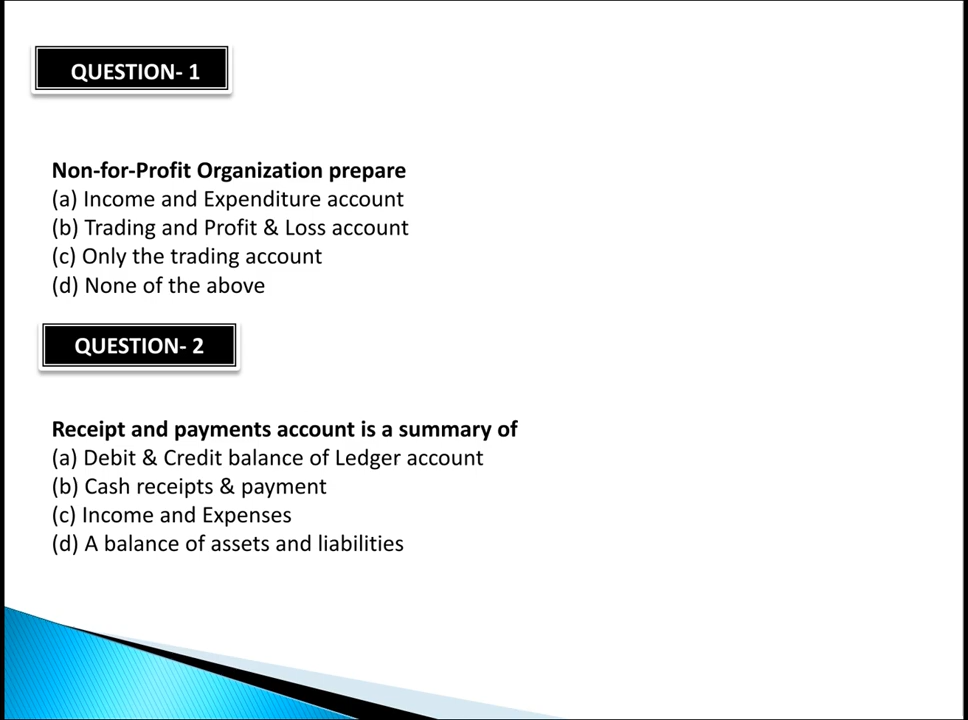 QUESTION- 1
Non-for-Profit Organization prepare
(a) Income and Expenditure account
(b) Trading and Profit & Loss account
(c) Only the trading account
(d) None of the above
QUESTION- 2
Receipt and payments account is a summary of
(a) Debit & Credit balance of Ledger account
(b) Cash receipts & payment
(c) Income and Expenses
(d) A balance of assets and liabilities